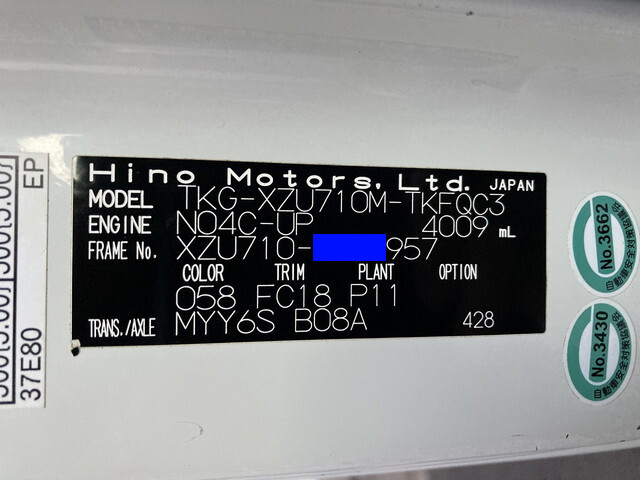 Hino Motors, Ltd. JAPAN
MODEL TKG-XZU710M-TKFQC3
ENGINE N04C-UP 4009 mL
FRAME No. XZU710- 957
COLOR TRIM PLANT OPTION
058 FC18 P11
TRANS./AXLE MYY6S B08A 428
EP
37E80
No.3662
No.3430